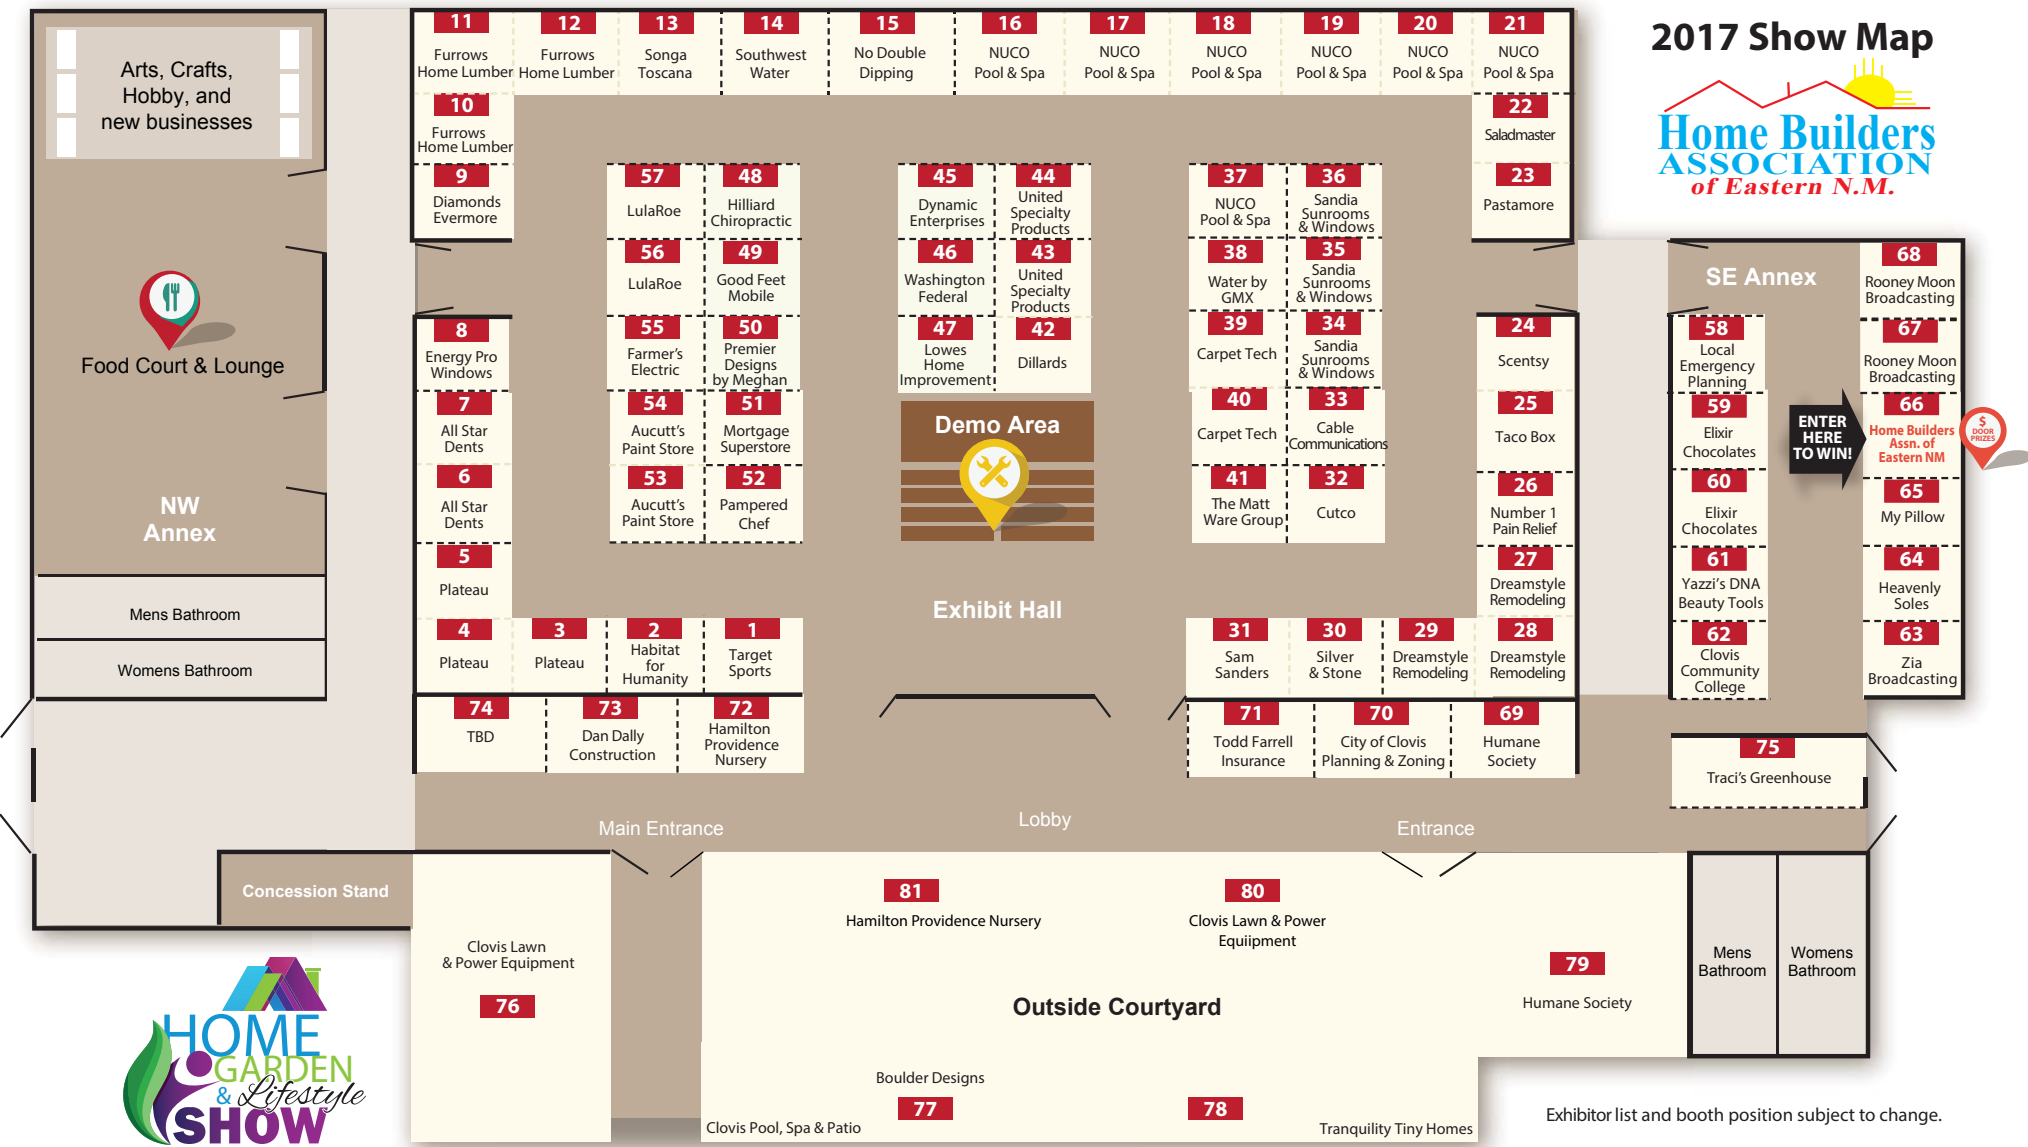 2017 Show Map
Home Builders
ASSOCIATION
of Eastern N.M.
Arts, Crafts,
Hobby, and
new businesses
Food Court & Lounge
NW
Annex
Mens Bathroom
Womens Bathroom
11
Furrows
Home Lumber
12
Furrows
Home Lumber
13
Songa
Toscana
14
Southwest
Water
15
No Double
Dipping
16
NUCO
Pool & Spa
17
NUCO
Pool & Spa
18
NUCO
Pool & Spa
19
NUCO
Pool & Spa
20
NUCO
Pool & Spa
21
NUCO
Pool & Spa
10
Furrows
Home Lumber
9
Diamonds
Evermore
22
Saladmaster
23
Pastamore
57
LulaRoe
48
Hilliard
Chiropractic
56
LulaRoe
49
Good Feet
Mobile
55
Farmer's
Electric
50
Premier
Designs
by Meghan
54
Aucutt's
Paint Store
51
Mortgage
Superstore
53
Aucutt's
Paint Store
52
Pampered
Chef
45
Dynamic
Enterprises
44
United
Specialty
Products
46
Washington
Federal
43
United
Specialty
Products
47
Lowes
Home
Improvement
42
Dillards
Demo Area
37
NUCO
Pool & Spa
36
Sandia
Sunrooms
& Windows
38
Water by
GMX
35
Sandia
Sunrooms
& Windows
39
Carpet Tech
34
Sandia
Sunrooms
& Windows
40
Carpet Tech
33
Cable
Communications
41
The Matt
Ware Group
32
Cutco
8
Energy Pro
Windows
7
All Star
Dents
6
All Star
Dents
5
Plateau
4
Plateau
3
Plateau
2
Habitat
for
Humanity
1
Target
Sports
Exhibit Hall
24
Scentsy
25
Taco Box
26
Number 1
Pain Relief
27
Dreamstyle
Remodeling
31
Sam
Sanders
30
Silver
& Stone
29
Dreamstyle
Remodeling
28
Dreamstyle
Remodeling
SE Annex
58
Local
Emergency
Planning
59
Elixir
Chocolates
60
Elixir
Chocolates
61
Yazzi's DNA
Beauty Tools
62
Clovis
Community
College
ENTER
HERE
TO WIN!
68
Rooney Moon
Broadcasting
67
Rooney Moon
Broadcasting
66
Home Builders
Assn. of
Eastern NM
$
DOOR
PRIZES
65
My Pillow
64
Heavenly
Soles
63
Zia
Broadcasting
74
TBD
73
Dan Dally
Construction
72
Hamilton
Providence
Nursery
71
Todd Farrell
Insurance
70
City of Clovis
Planning & Zoning
69
Humane
Society
75
Traci's Greenhouse
Main Entrance
Lobby
Entrance
Concession Stand
Clovis Lawn
& Power Equipment
76
81
Hamilton Providence Nursery
80
Clovis Lawn & Power
Equiipment
79
Humane Society
Outside Courtyard
Boulder Designs
77
Clovis Pool, Spa & Patio
78
Tranquility Tiny Homes
Mens
Bathroom
Womens
Bathroom
HOME
GARDEN
& Lifestyle
SHOW
Exhibitor list and booth position subject to change.